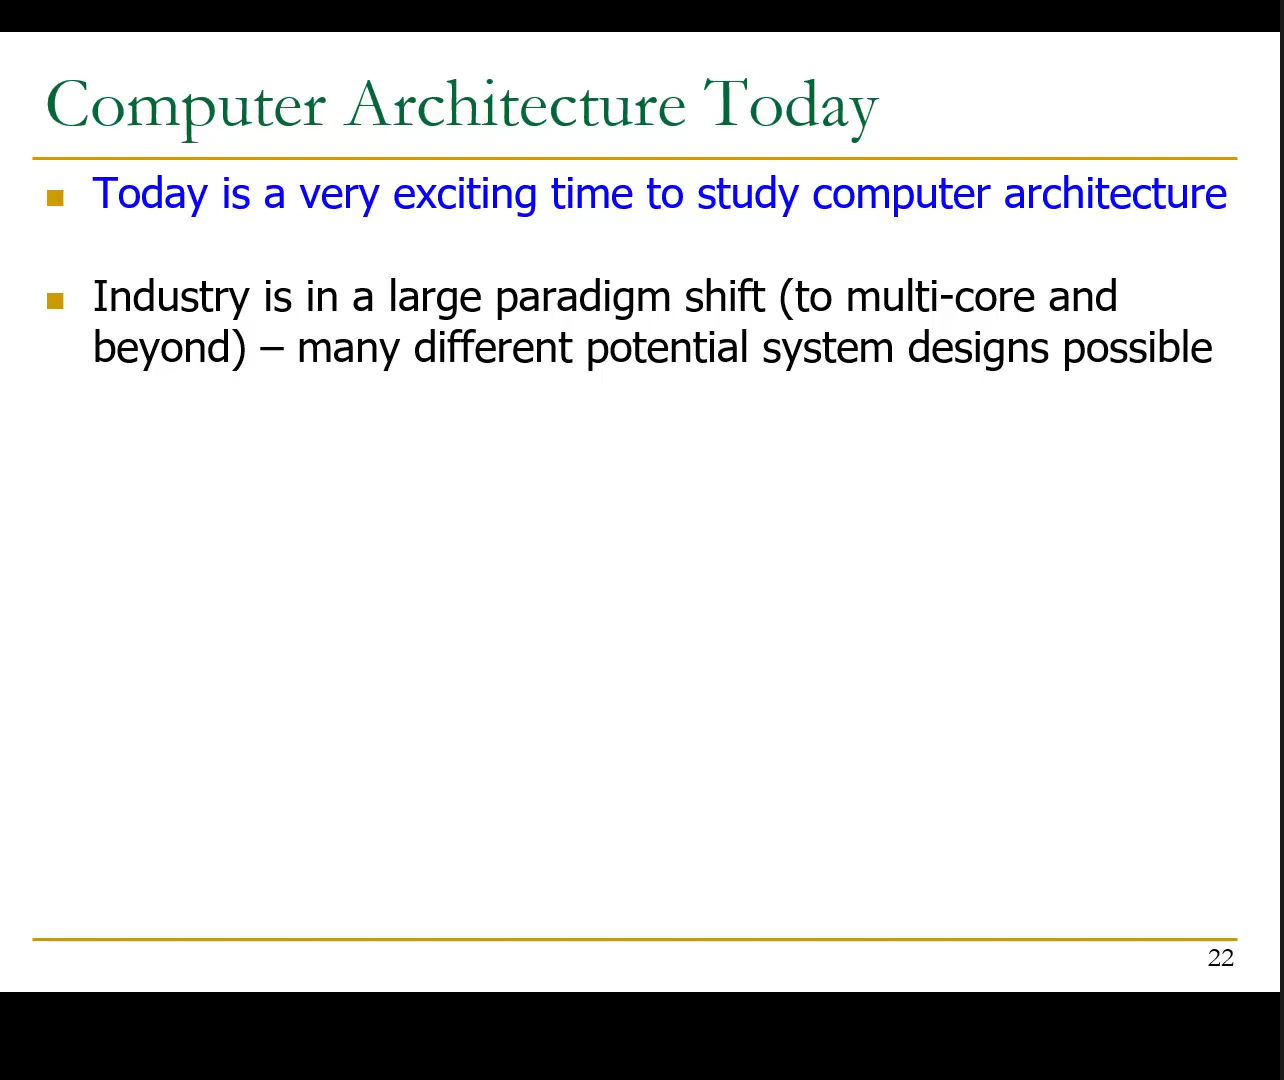 Computer Architecture Today
Today is a very exciting time to study computer architecture
Industry is in a large paradigm shift (to multi-core and
beyond) – many different potential system designs possible
22